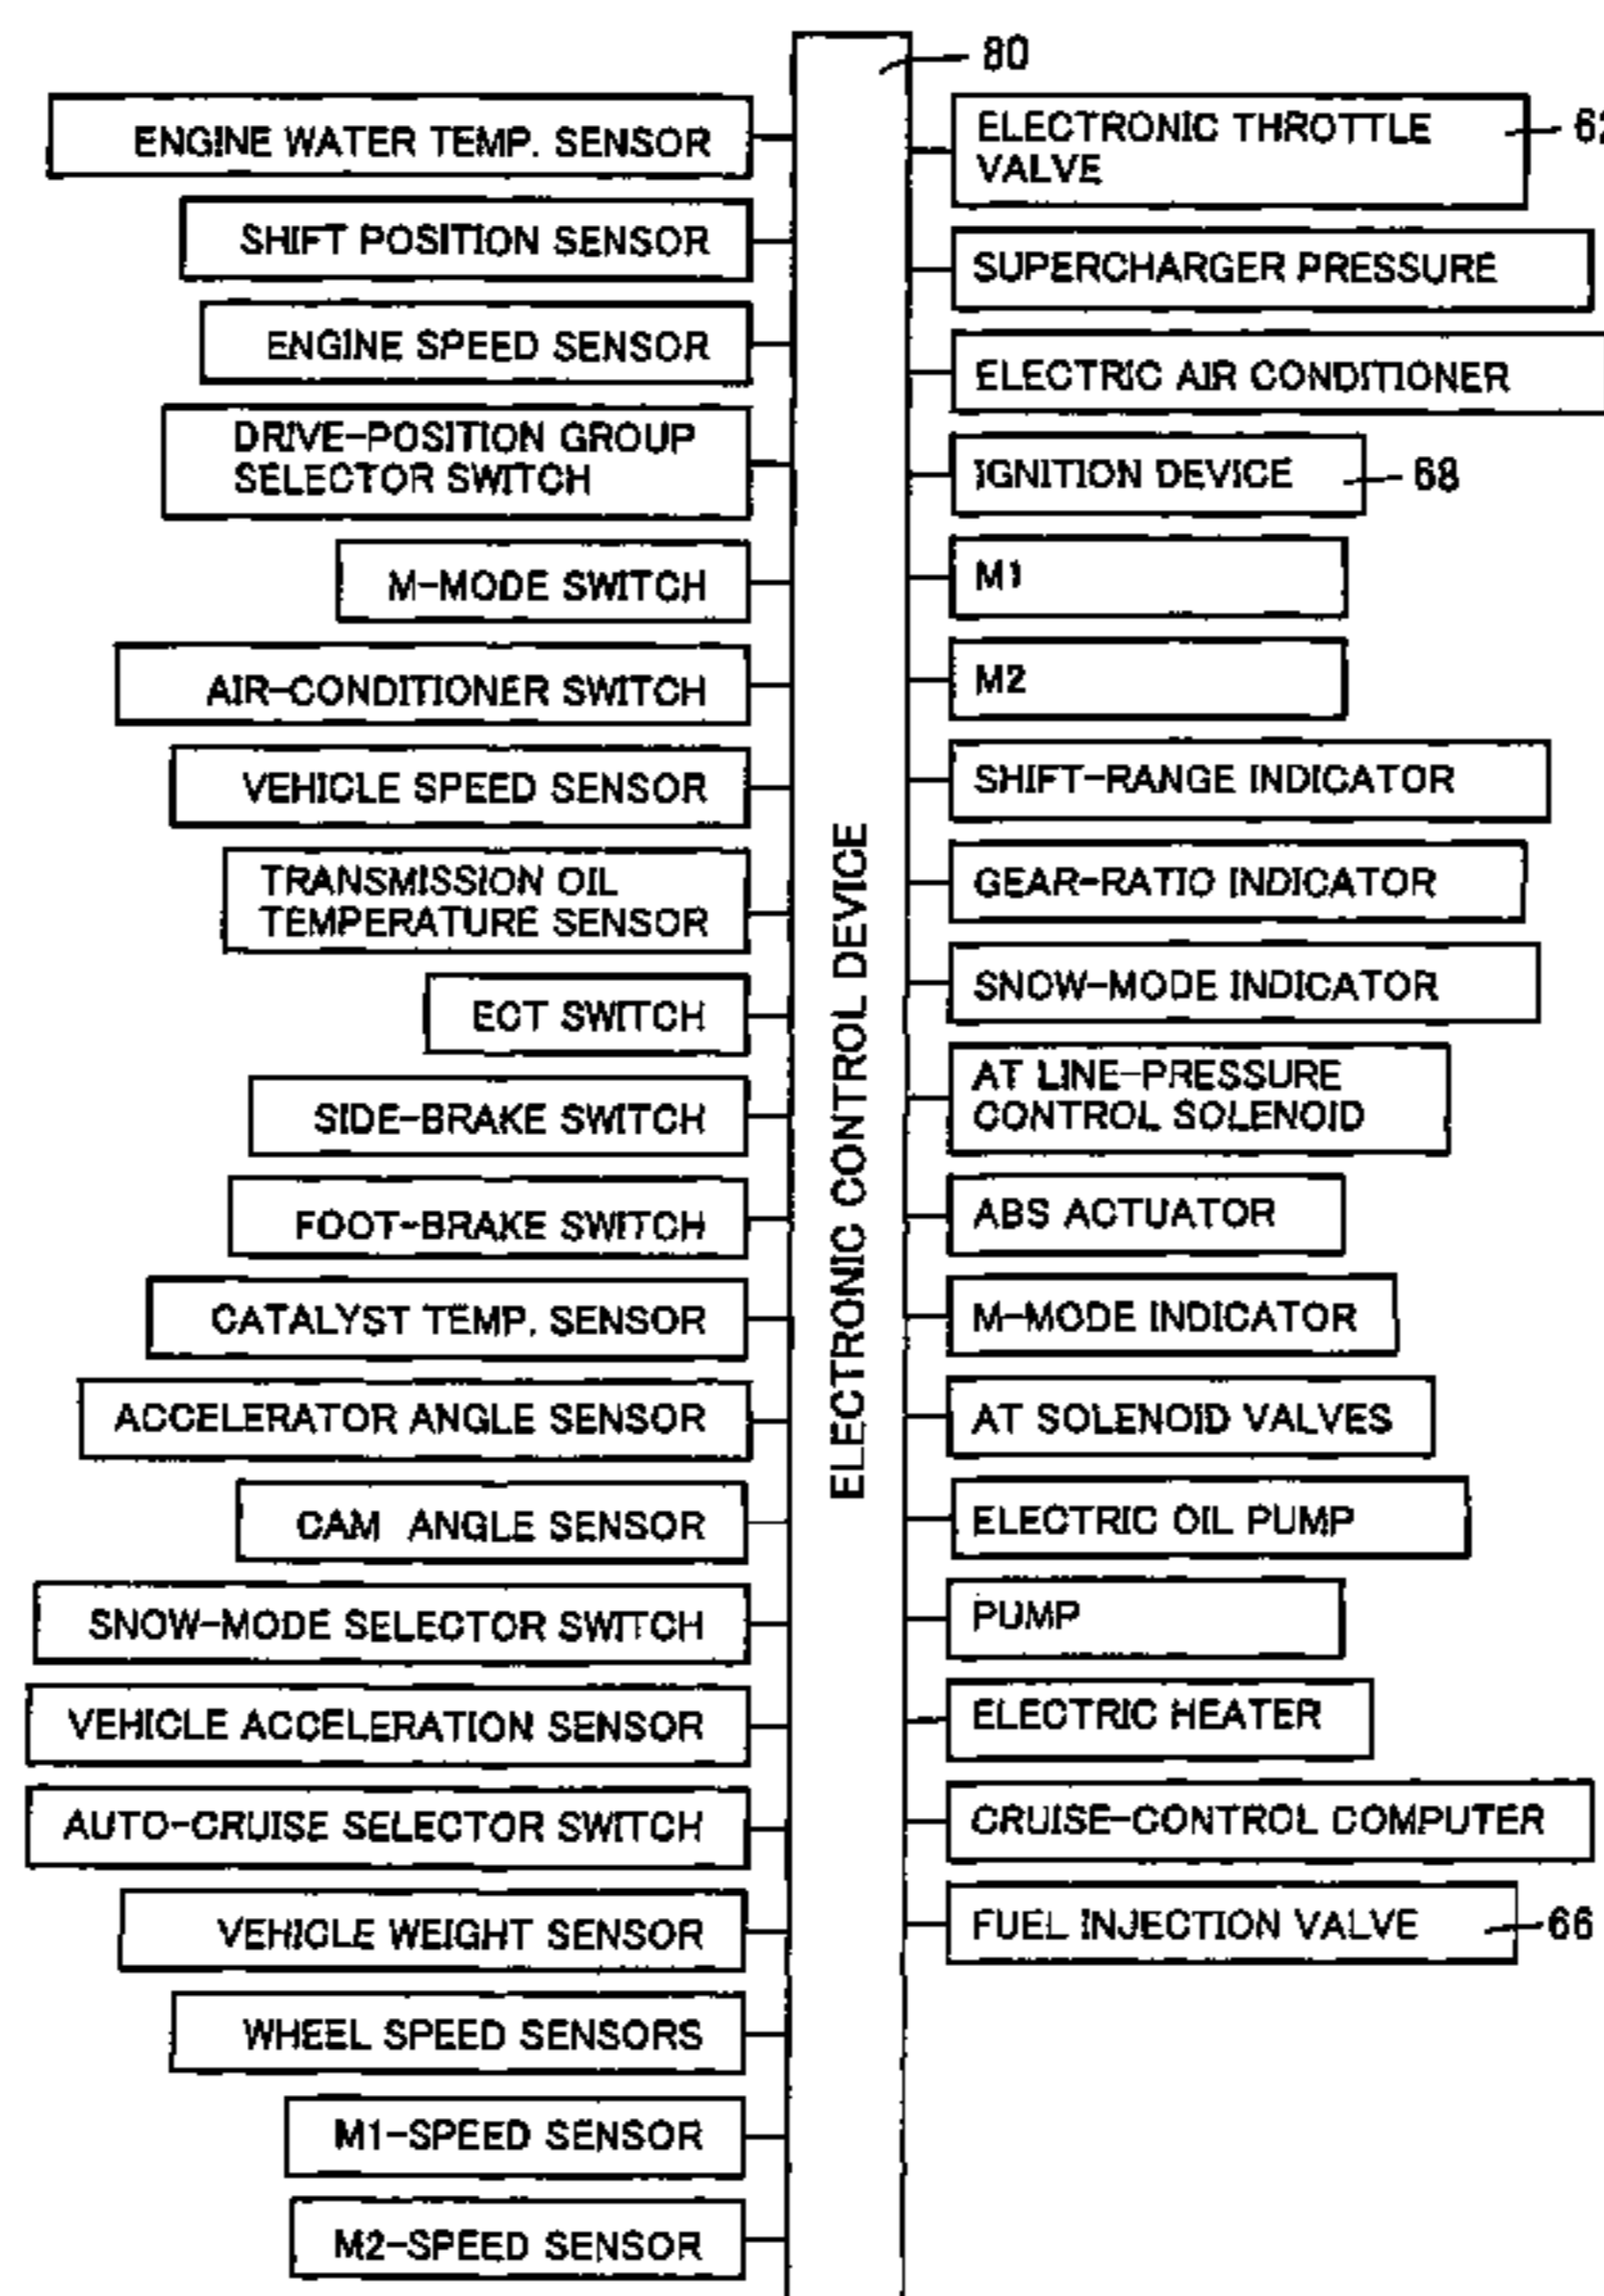 80
ENGINE WATER TEMP. SENSOR
SHIFT POSITION SENSOR
ENGINE SPEED SENSOR
DRIVE-POSITION GROUP
SELECTOR SWITCH
M-MODE SWITCH
AIR-CONDITIONER SWITCH
VEHICLE SPEED SENSOR
TRANSMISSION OIL
TEMPERATURE SENSOR
ECT SWITCH
SIDE-BRAKE SWITCH
FOOT-BRAKE SWITCH
CATALYST TEMP. SENSOR
ACCELERATOR ANGLE SENSOR
CAM ANGLE SENSOR
SNOW-MODE SELECTOR SWITCH
VEHICLE ACCELERATION SENSOR
AUTO-CRUISE SELECTOR SWITCH
VEHICLE WEIGHT SENSOR
WHEEL SPEED SENSORS
M1-SPEED SENSOR
M2-SPEED SENSOR
ELECTRONIC CONTROL DEVICE
ELECTRONIC THROTTLE
VALVE
62
SUPERCHARGER PRESSURE
ELECTRIC AIR CONDITIONER
IGNITION DEVICE
68
M1
M2
SHIFT-RANGE INDICATOR
GEAR-RATIO INDICATOR
SNOW-MODE INDICATOR
AT LINE-PRESSURE
CONTROL SOLENOID
ABS ACTUATOR
M-MODE INDICATOR
AT SOLENOID VALVES
ELECTRIC OIL PUMP
PUMP
ELECTRIC HEATER
CRUISE-CONTROL COMPUTER
FUEL INJECTION VALVE
66